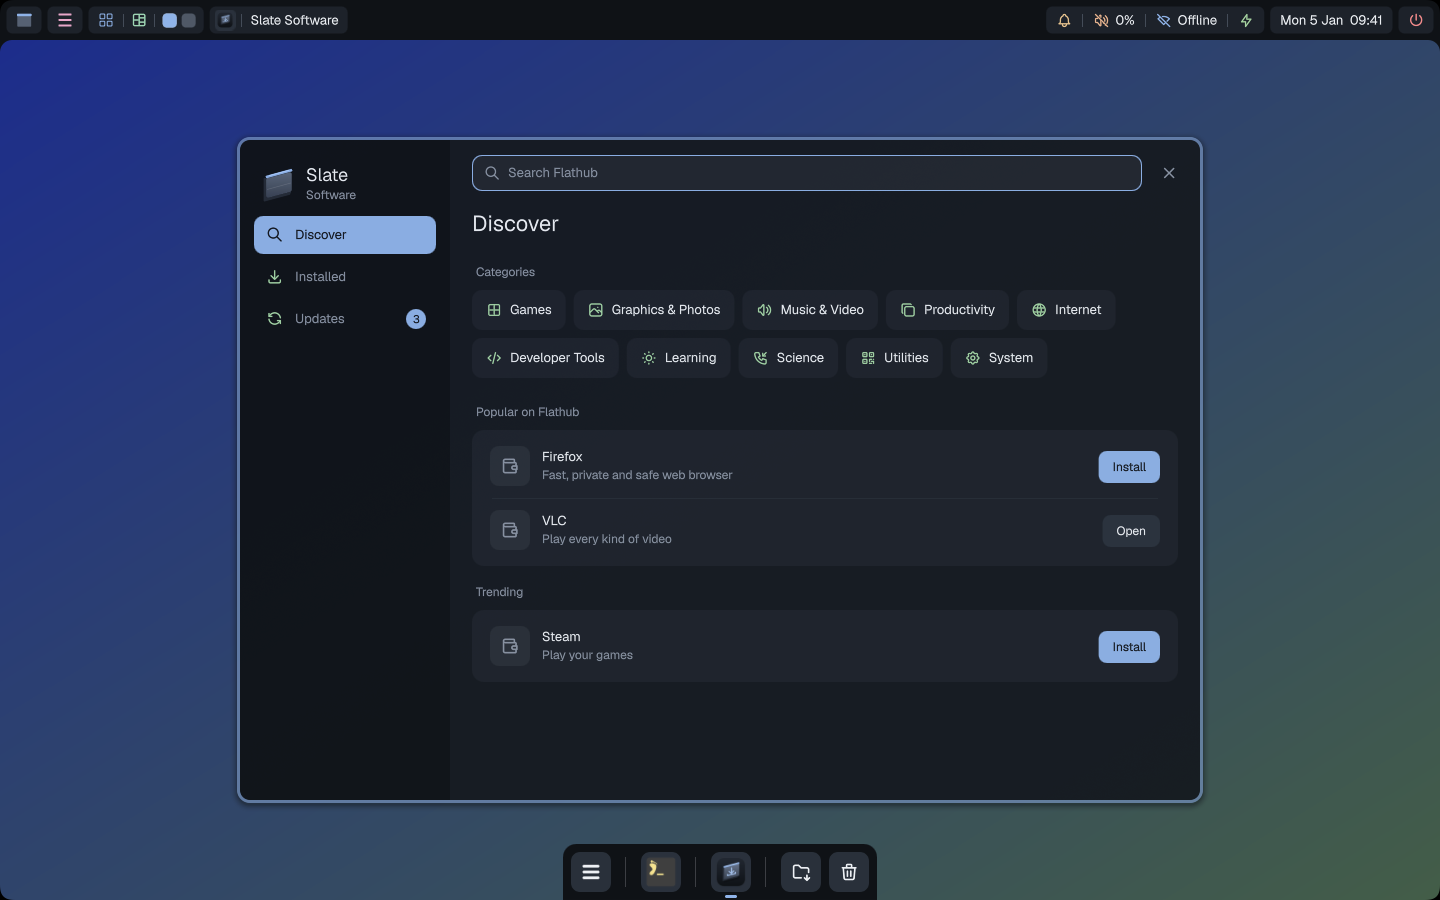 Slate Software
0%
Offline
Mon 5 Jan 09:41
Slate
Software
Discover
Installed
Updates
3
Search Flathub
Discover
Categories
Games
Graphics & Photos
Music & Video
Productivity
Internet
Developer Tools
Learning
Science
Utilities
System
Popular on Flathub
Firefox
Fast, private and safe web browser
Install
VLC
Play every kind of video
Open
Trending
Steam
Play your games
Install